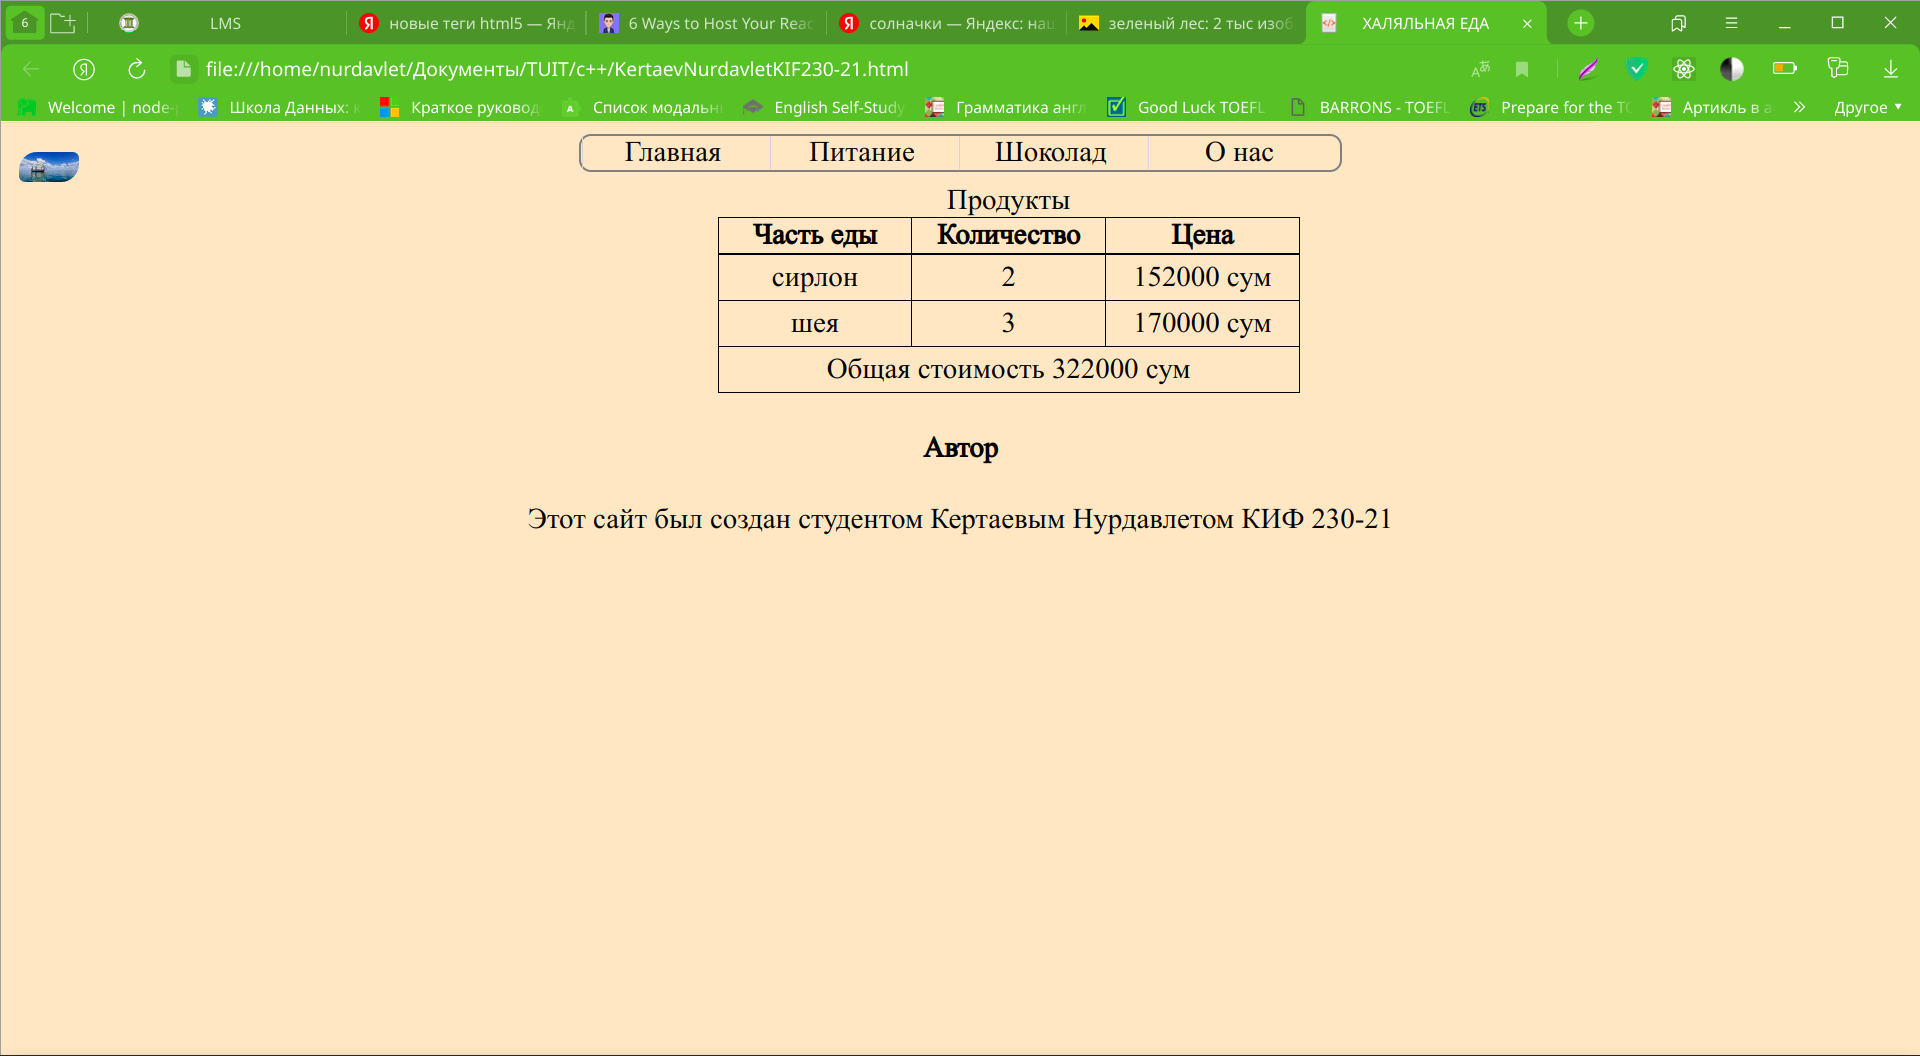 6
LMS
новые теги html5 — Янд
6 Ways to Host Your Reac
солначки — Яндекс: наш
зеленый лес: 2 тыс изоб
ХАЛЯЛЬНАЯ ЕДА
file:///home/nurdavlet/Документы/TUIT/c++/KertaevNurdavletKIF230-21.html
Welcome | node-
Школа Данных:
Краткое руковод
Список модальн
English Self-Study
Грамматика англ
Good Luck TOEFL
BARRONS - TOEFL
Prepare for the TO
Артикль в а
»
Другое
Главная Питание Шоколад О нас
Продукты
Часть еды Количество Цена
сирлон 2 152000 сум
шея 3 170000 сум
Общая стоимость 322000 сум
Автор
Этот сайт был создан студентом Кертаевым Нурдавлетом КИФ 230-21